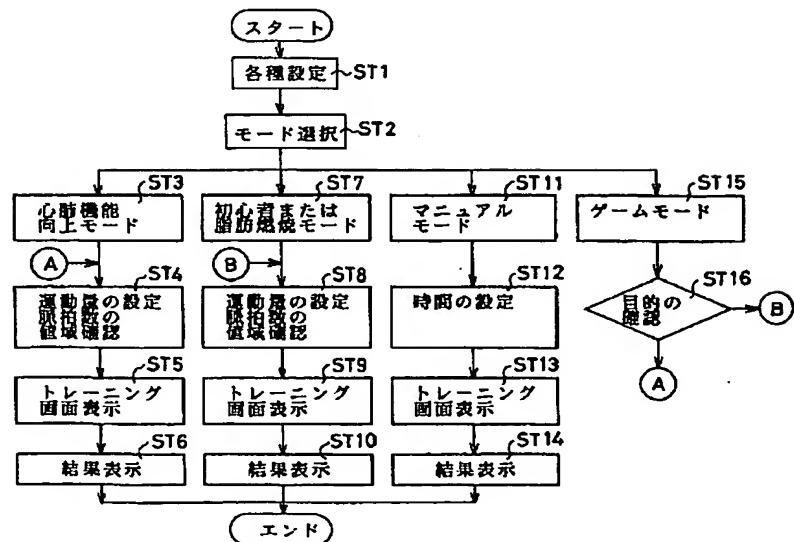 スタート
各種設定
ST1
モード選択
ST2
ST3
心肺機能
向上モード
ST7
初心者または
脂肪燃焼モード
ST11
マニュアル
モード
ST15
ゲームモード
A
B
ST4
運動量の設定
脈拍数の
値域確認
ST8
運動量の設定
脈拍数の
値域確認
ST12
時間の設定
ST16
目的の
確認
B
A
ST5
トレーニング
画面表示
ST9
トレーニング
画面表示
ST13
トレーニング
画面表示
ST6
結果表示
ST10
結果表示
ST14
結果表示
エンド